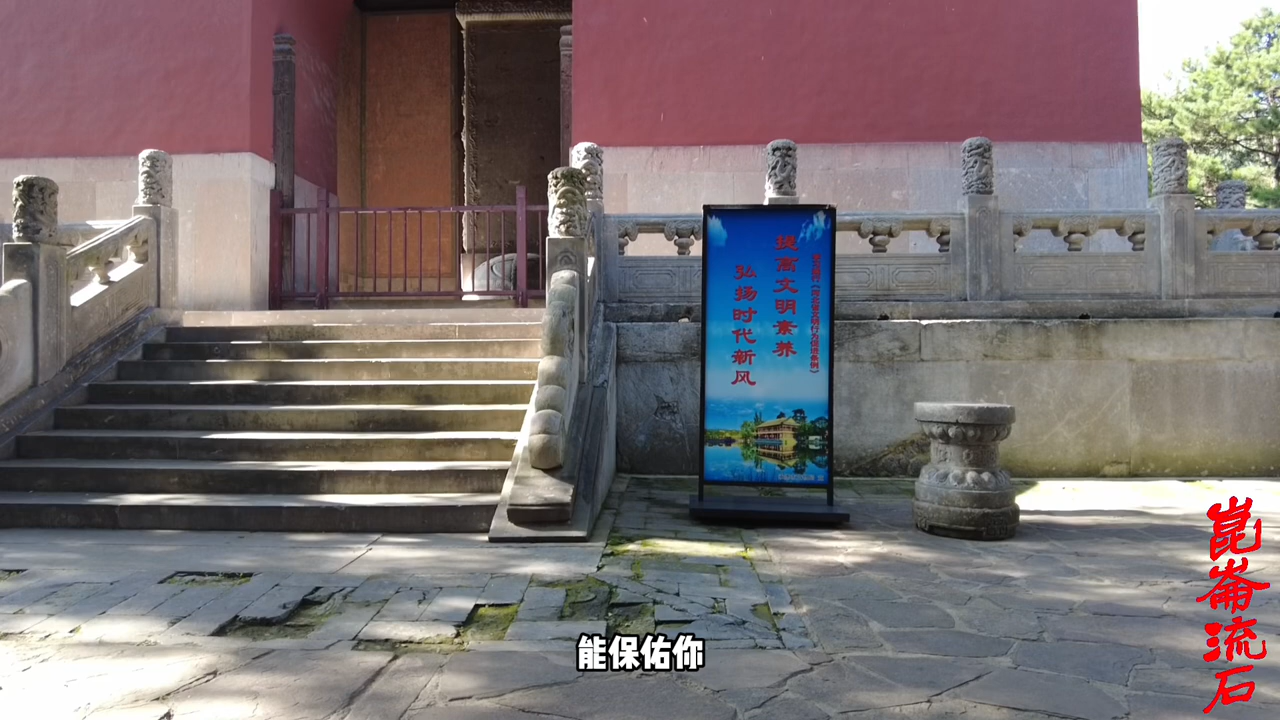 提高文明素养
弘扬时代新风
能保佑你
崑崙流石